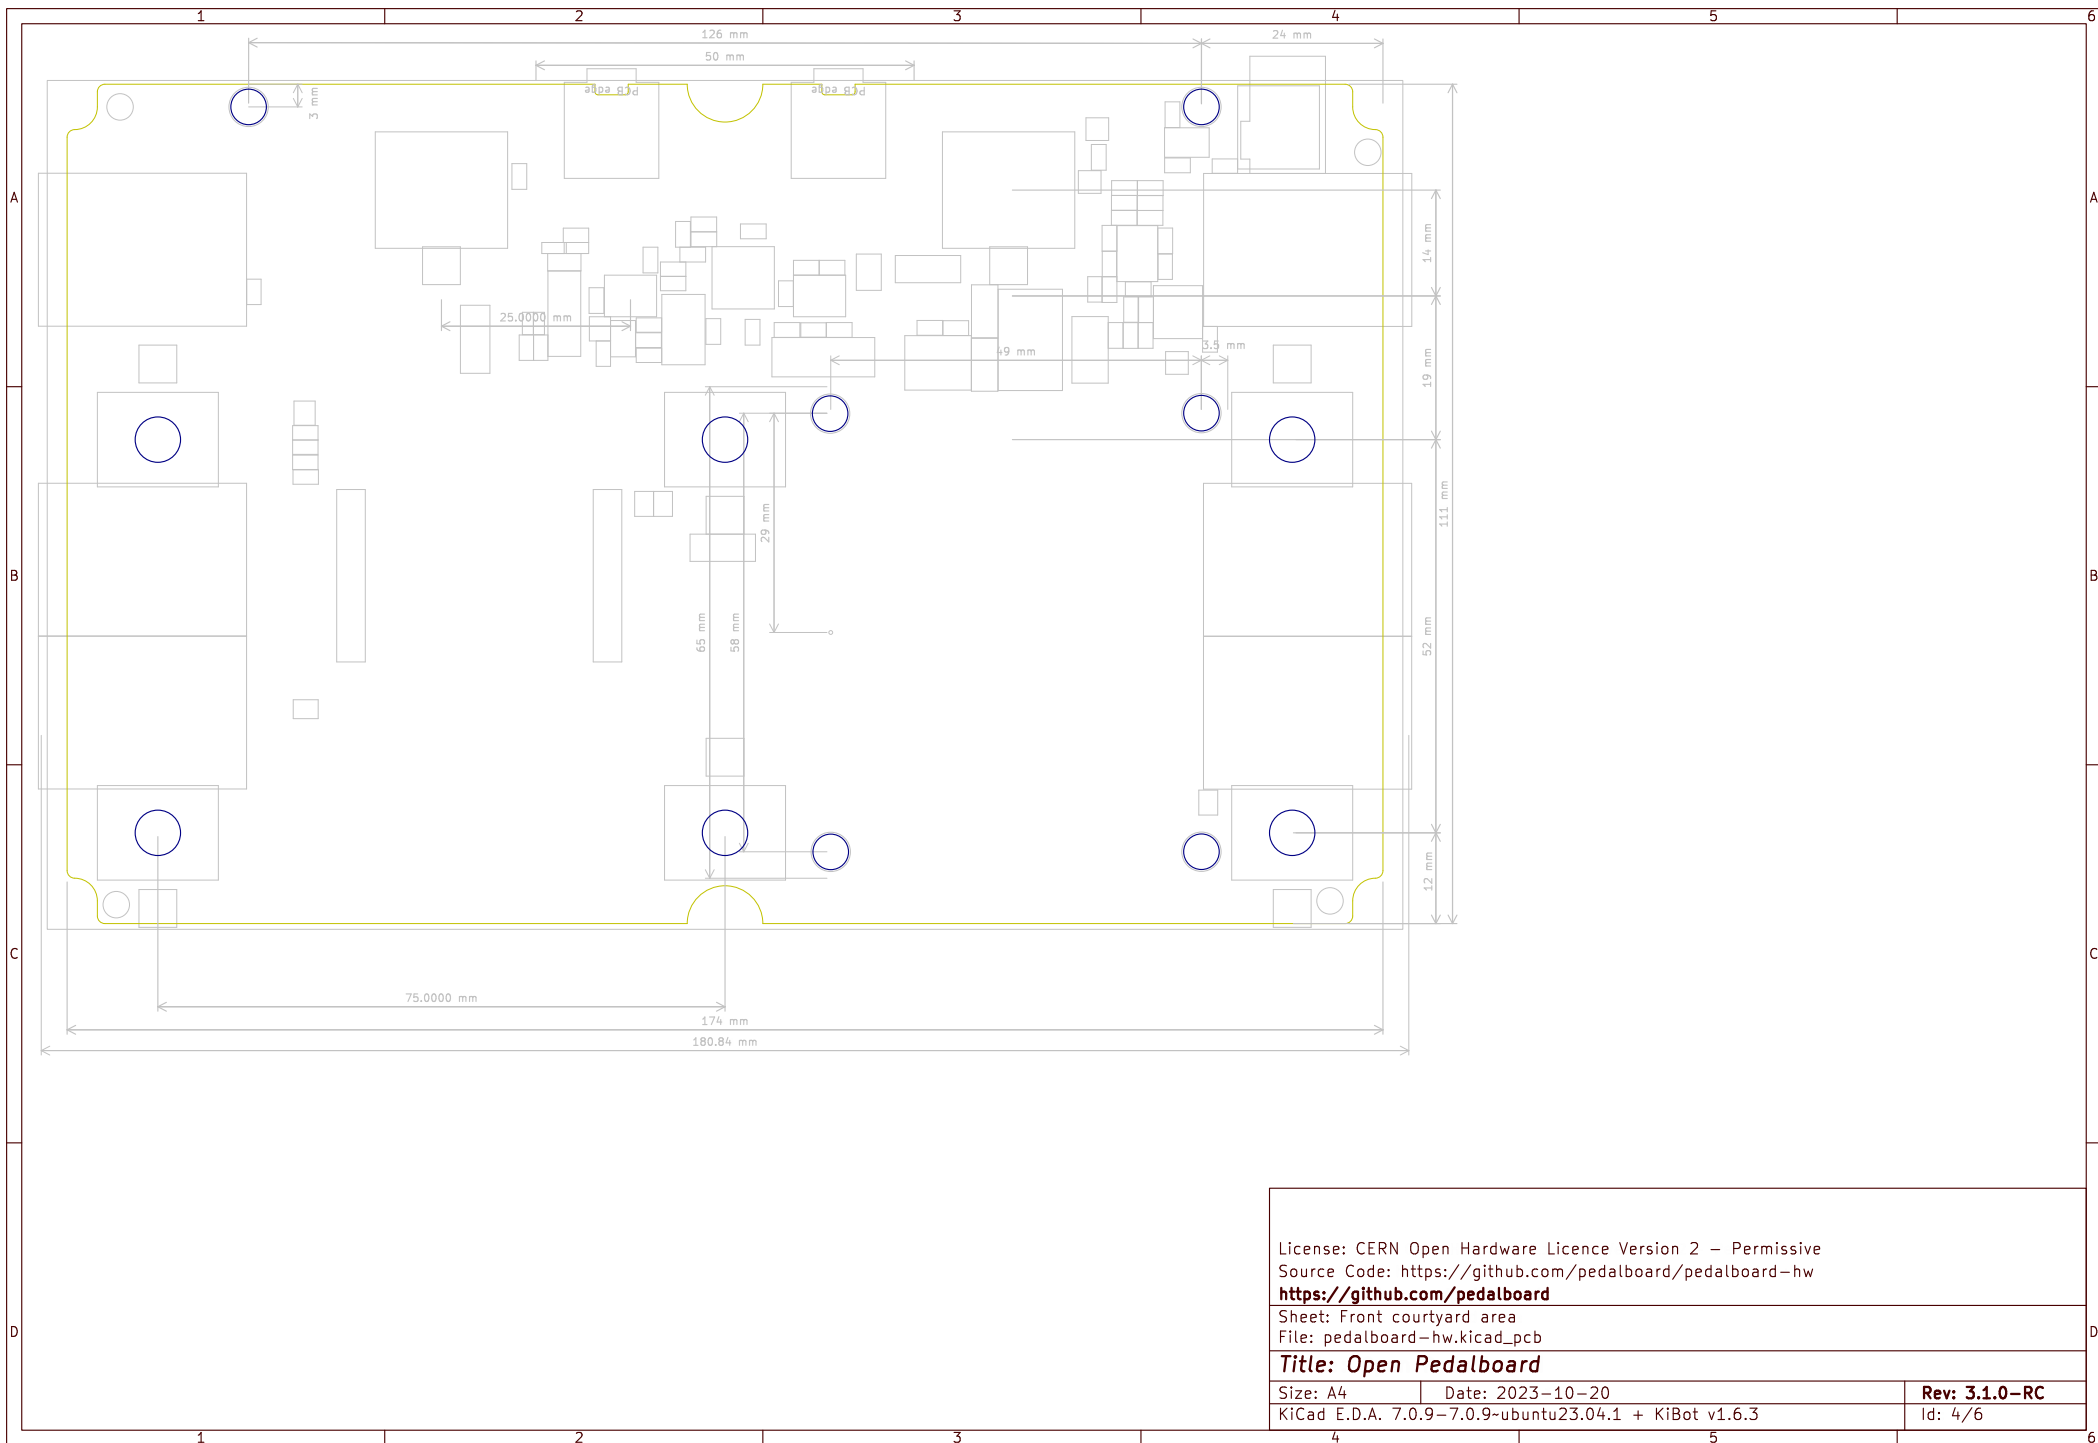 1 2 3 4 5 6
126 mm
24 mm
50 mm
3 mm
PCB edge
PCB edge
A
A
14 mm
25.0000 mm
49 mm
3.5 mm
19 mm
111 mm
29 mm
B
B
65 mm
58 mm
52 mm
12 mm
C
C
75.0000 mm
174 mm
180.84 mm
License: CERN Open Hardware Licence Version 2 - Permissive
Source Code: https://github.com/pedalboard/pedalboard-hw
https://github.com/pedalboard
Sheet: Front courtyard area
D
D
File: pedalboard-hw.kicad_pcb
Title: Open Pedalboard
Size: A4
Date: 2023-10-20
Rev: 3.1.0-RC
KiCad E.D.A. 7.0.9-7.0.9~ubuntu23.04.1 + KiBot v1.6.3
Id: 4/6
1 2 3 4 5 6